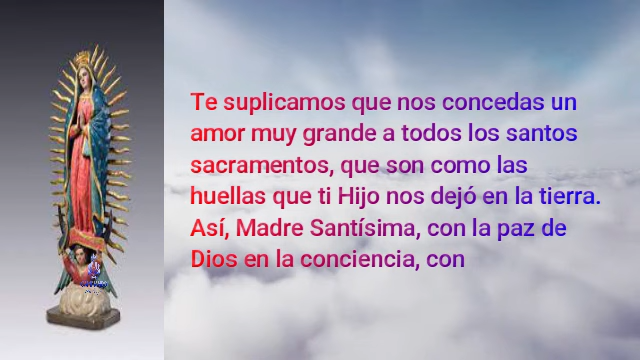 Te suplicamos que nos concedas un
amor muy grande a todos los santos
sacramentos, que son como las
huellas que ti Hijo nos dejó en la tierra.
Así, Madre Santísima, con la paz de
Dios en la conciencia, con